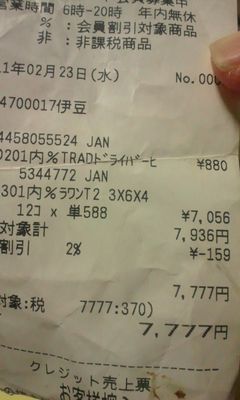 営業時間 6時-20時 年内無休
％ : 会員割引対象商品
非 : 非課税商品
11年02月23日(水) No.000
4700017伊豆
4458055524 JAN
0201内％TRADﾄﾞﾗｲﾊﾞｰﾋ ¥880
5344772 JAN
301内％ﾗﾜﾝT2 3X6X4
12コ x 単588 ¥7,056
対象計 7,936円
割引 2% ¥-159
7,777円
対象:税 7777:370)
7,777円
クレジット売上票